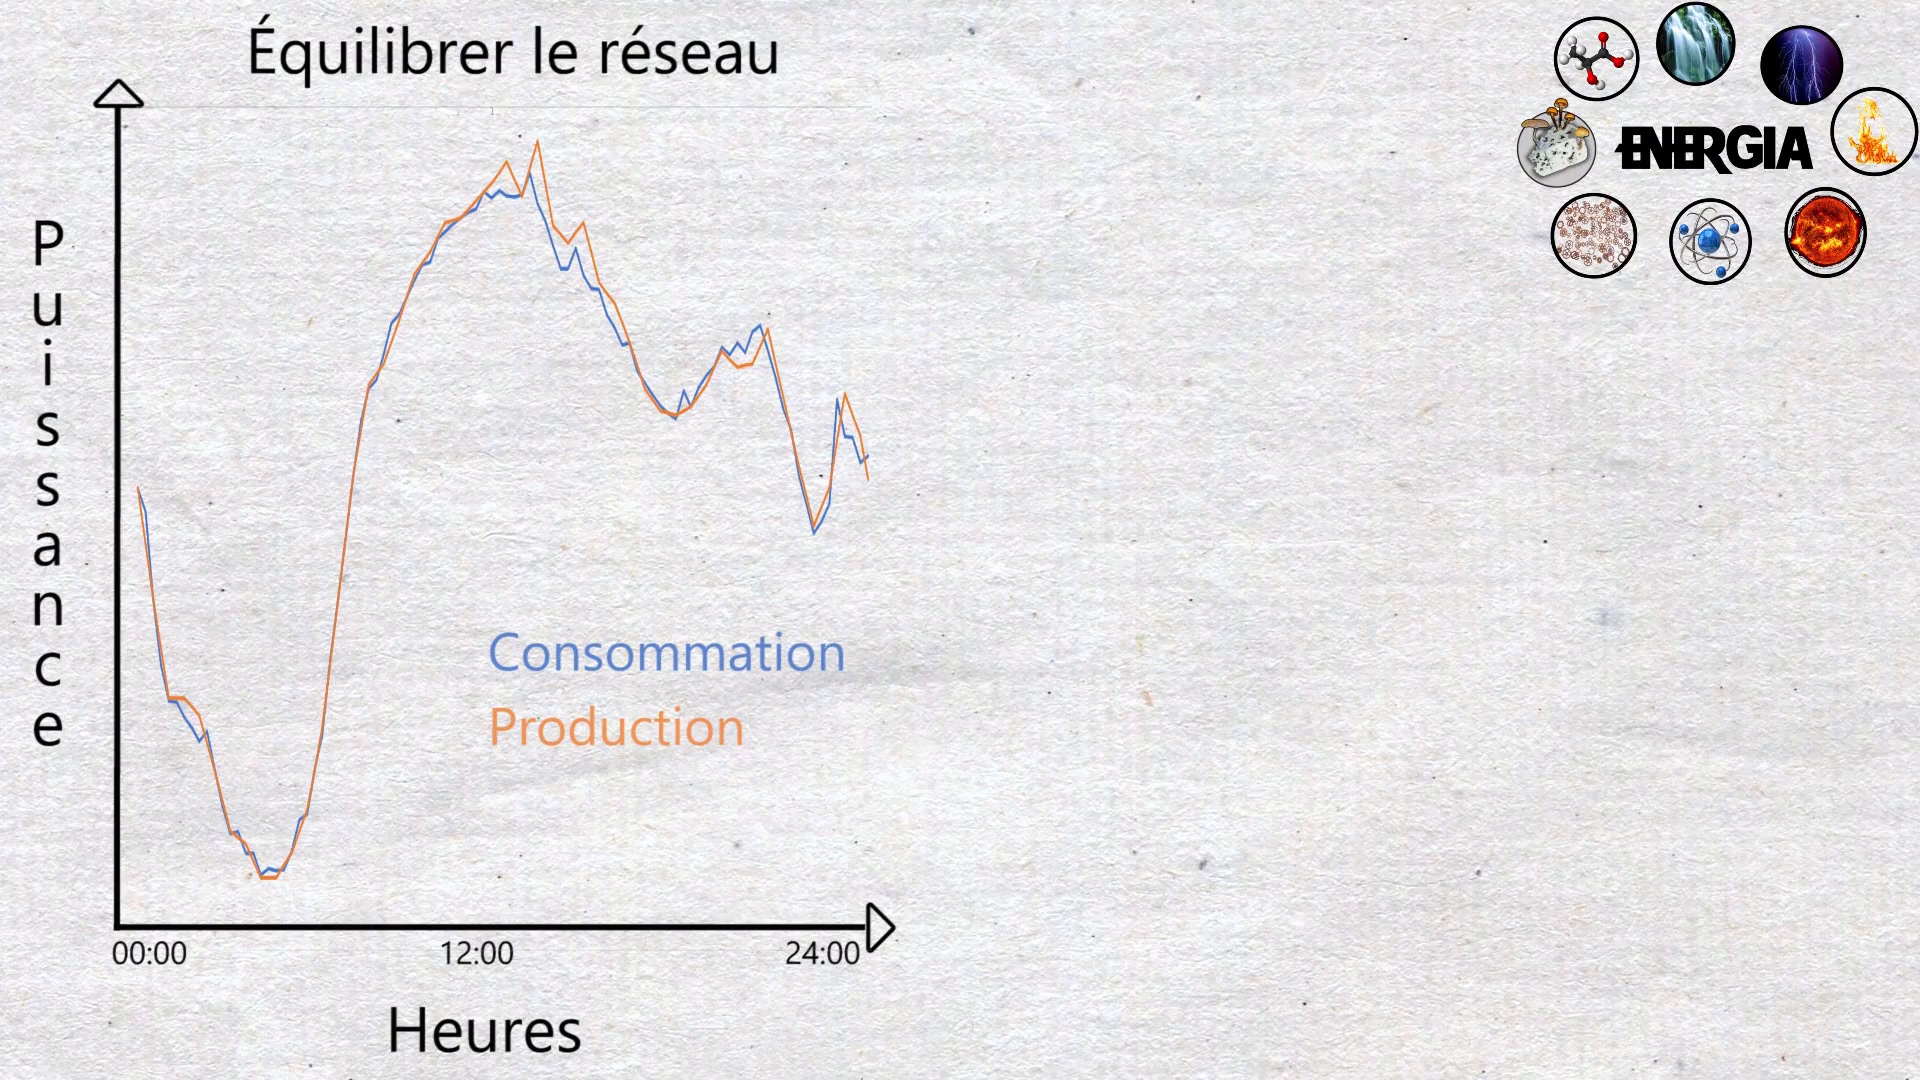 Équilibrer le réseau
ENERGIA
Puissance
Consommation
Production
00:00 12:00 24:00
Heures